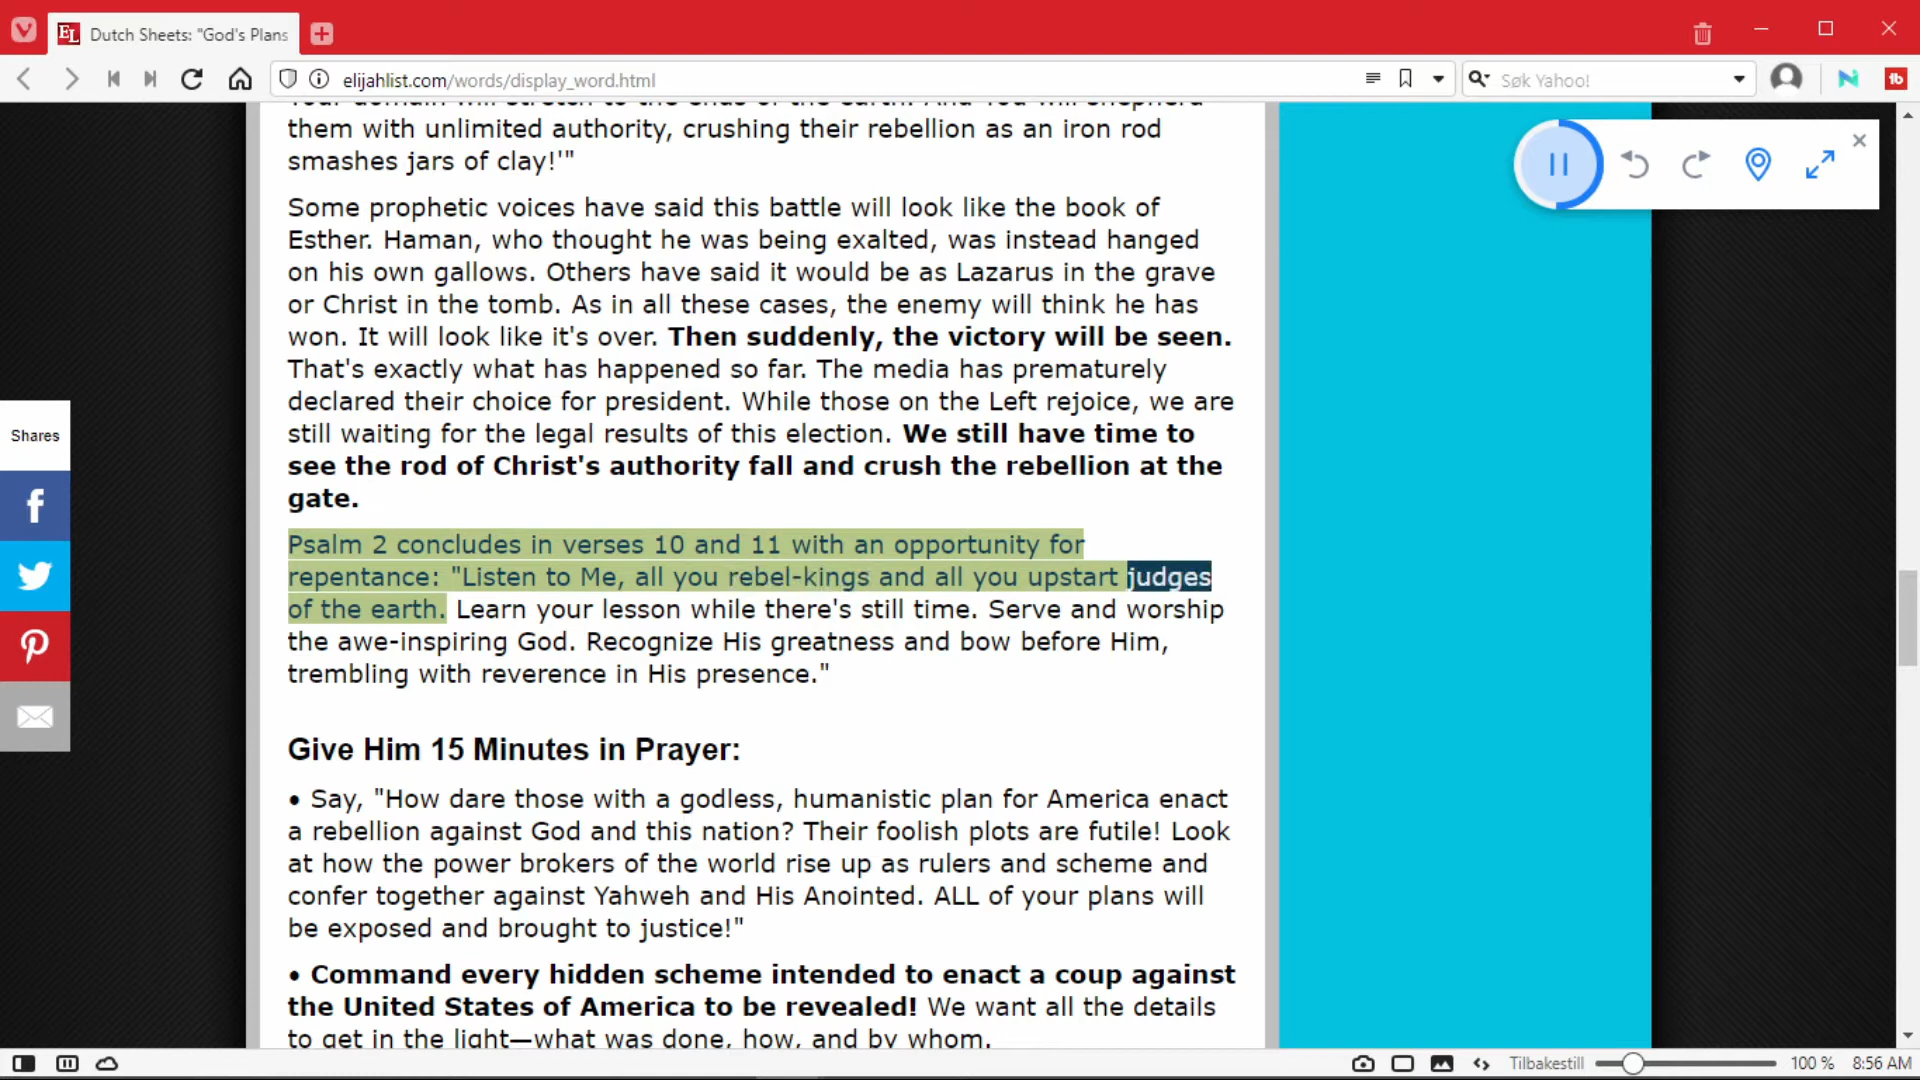 Dutch Sheets: "God's Plans
elijahlist.com/words/display_word.html
Søk Yahoo!
Your domain will stretch to the ends of the earth. And You will shepherd
them with unlimited authority, crushing their rebellion as an iron rod
smashes jars of clay!'"
Some prophetic voices have said this battle will look like the book of
Esther. Haman, who thought he was being exalted, was instead hanged
on his own gallows. Others have said it would be as Lazarus in the grave
or Christ in the tomb. As in all these cases, the enemy will think he has
won. It will look like it's over. Then suddenly, the victory will be seen.
That's exactly what has happened so far. The media has prematurely
declared their choice for president. While those on the Left rejoice, we are
still waiting for the legal results of this election. We still have time to
see the rod of Christ's authority fall and crush the rebellion at the
gate.
Shares
Psalm 2 concludes in verses 10 and 11 with an opportunity for
repentance: "Listen to Me, all you rebel-kings and all you upstart judges
of the earth. Learn your lesson while there's still time. Serve and worship
the awe-inspiring God. Recognize His greatness and bow before Him,
trembling with reverence in His presence."
Give Him 15 Minutes in Prayer:
• Say, "How dare those with a godless, humanistic plan for America enact
a rebellion against God and this nation? Their foolish plots are futile! Look
at how the power brokers of the world rise up as rulers and scheme and
confer together against Yahweh and His Anointed. ALL of your plans will
be exposed and brought to justice!"
• Command every hidden scheme intended to enact a coup against
the United States of America to be revealed! We want all the details
to get in the light—what was done, how, and by whom.
Tilbakestill 100 % 8:56 AM